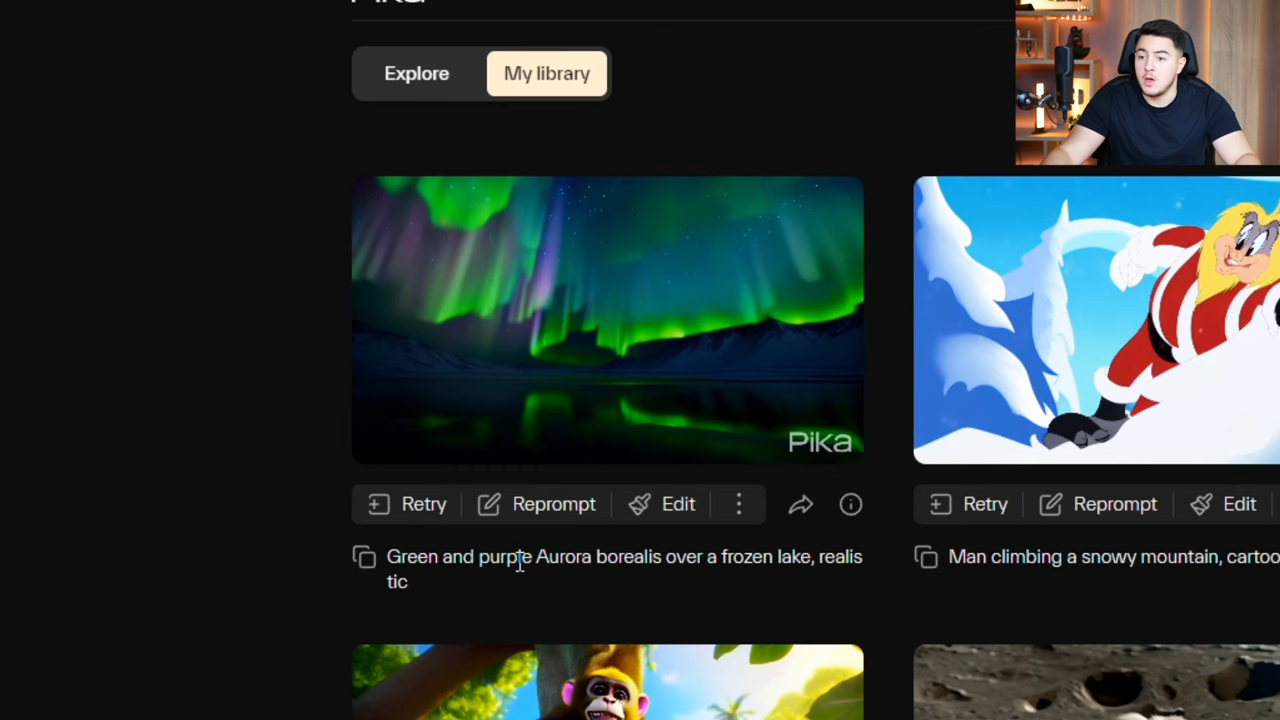 Pika
Explore
My library
Pika
Retry
Reprompt
Edit
Retry
Reprompt
Edit
Green and purple Aurora borealis over a frozen lake, realis
tic
Man climbing a snowy mountain, cartoo